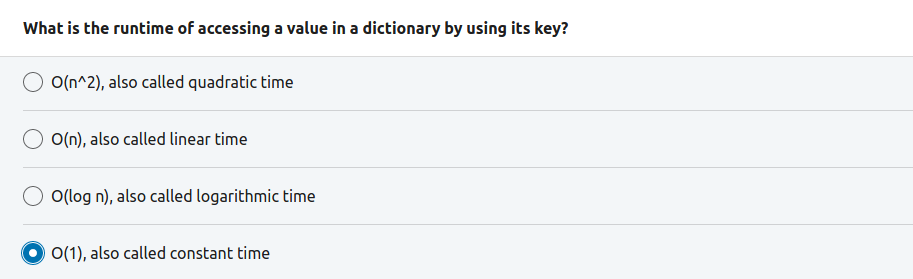 What is the runtime of accessing a value in a dictionary by using its key?
O(n^2), also called quadratic time
O(n), also called linear time
O(log n), also called logarithmic time
O(1), also called constant time